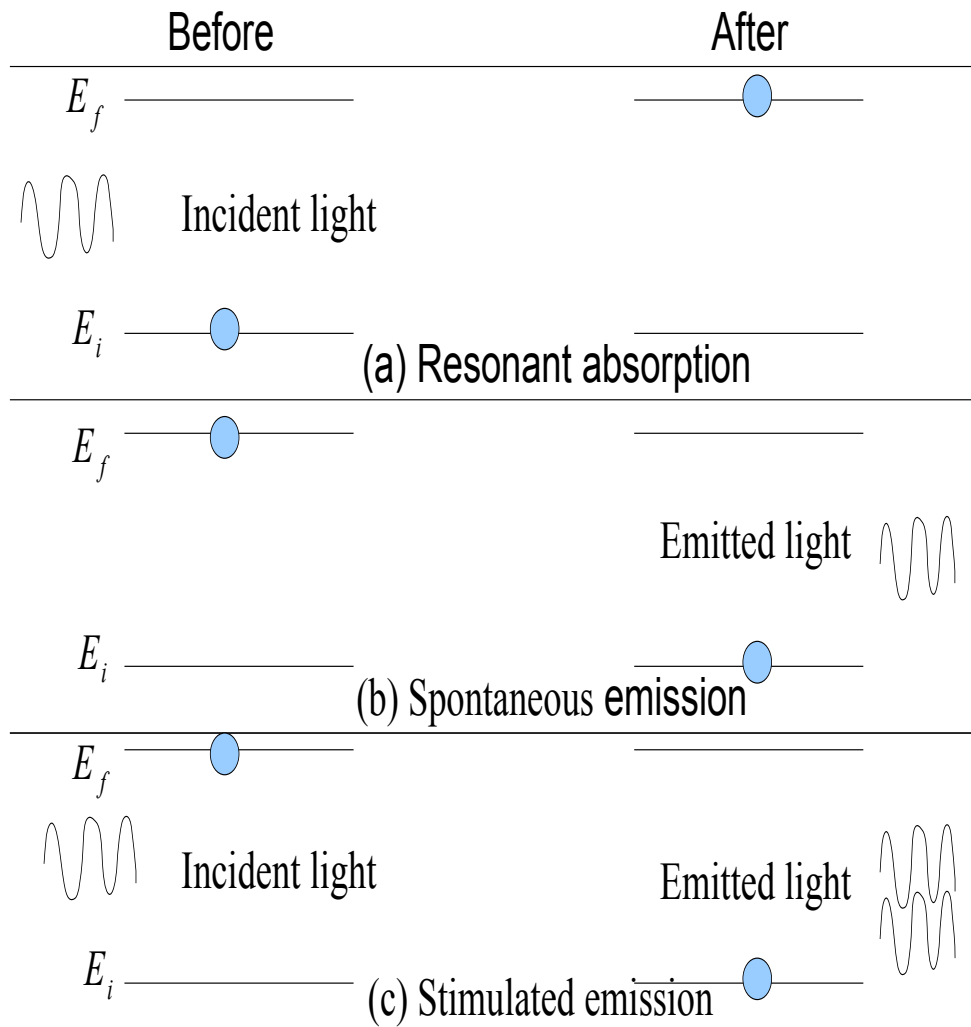 Before After
E_f
Incident light
E_i
(a) Resonant absorption
E_f
Emitted light
E_i
(b) Spontaneous emission
E_f
Incident light Emitted light
E_i
(c) Stimulated emission